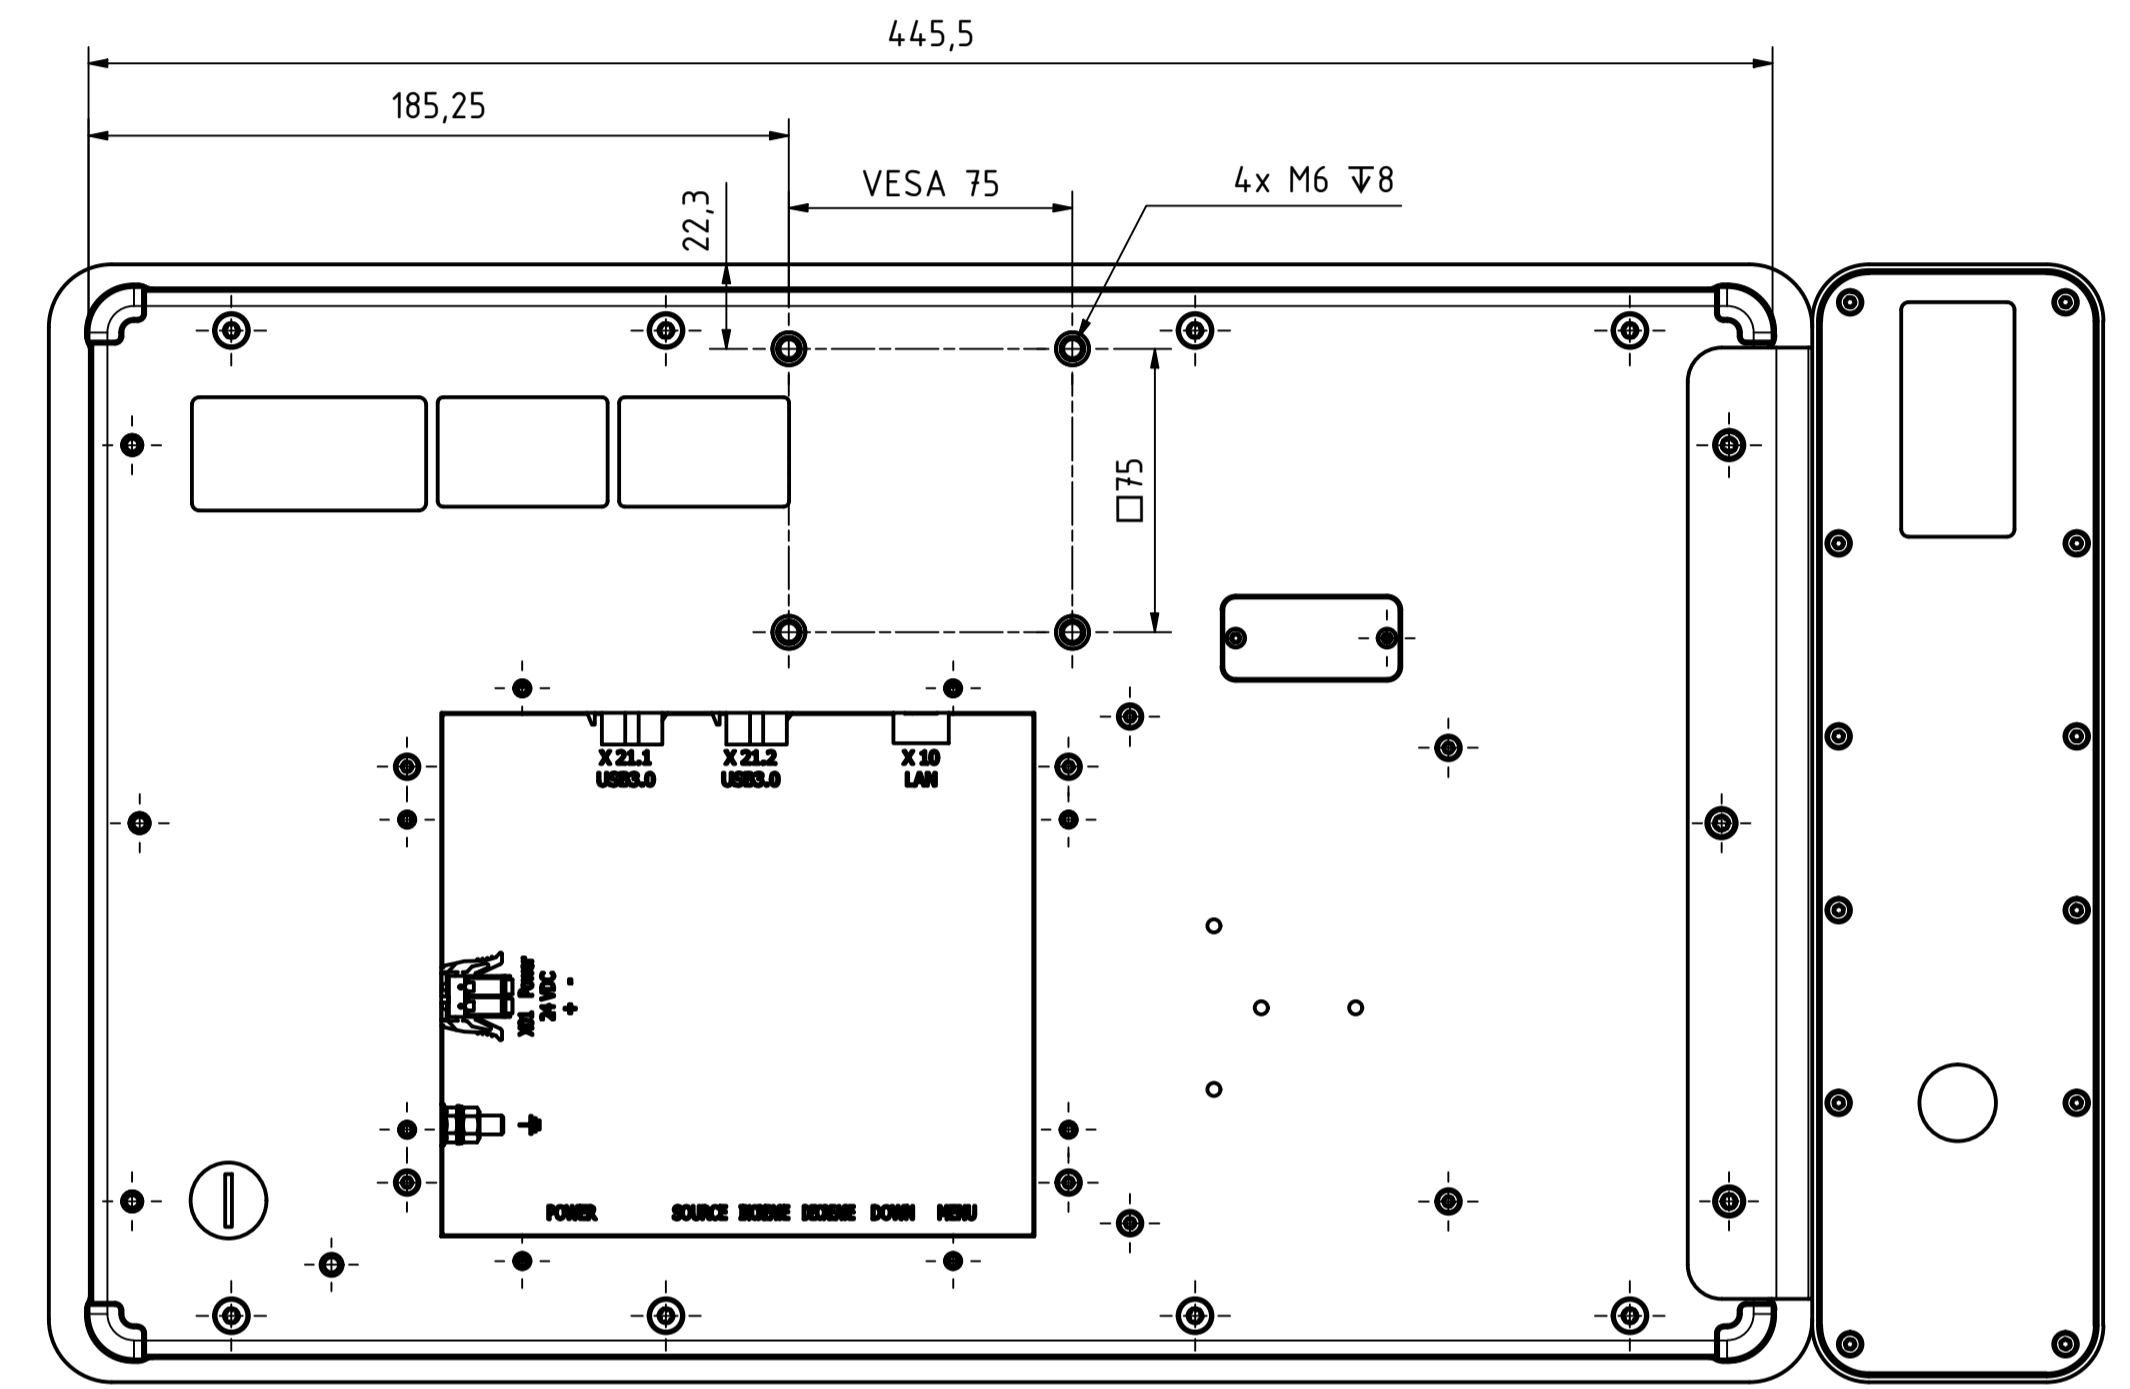 445,5
185,25
VESA 75
4x M6 ↧8
22,3
□75
X 21.1
USB3.0
X 21.2
USB3.0
X 10
LAN
X01 Power
24 VDC
+ -
POWER
SOURCE
DOWN
MENU